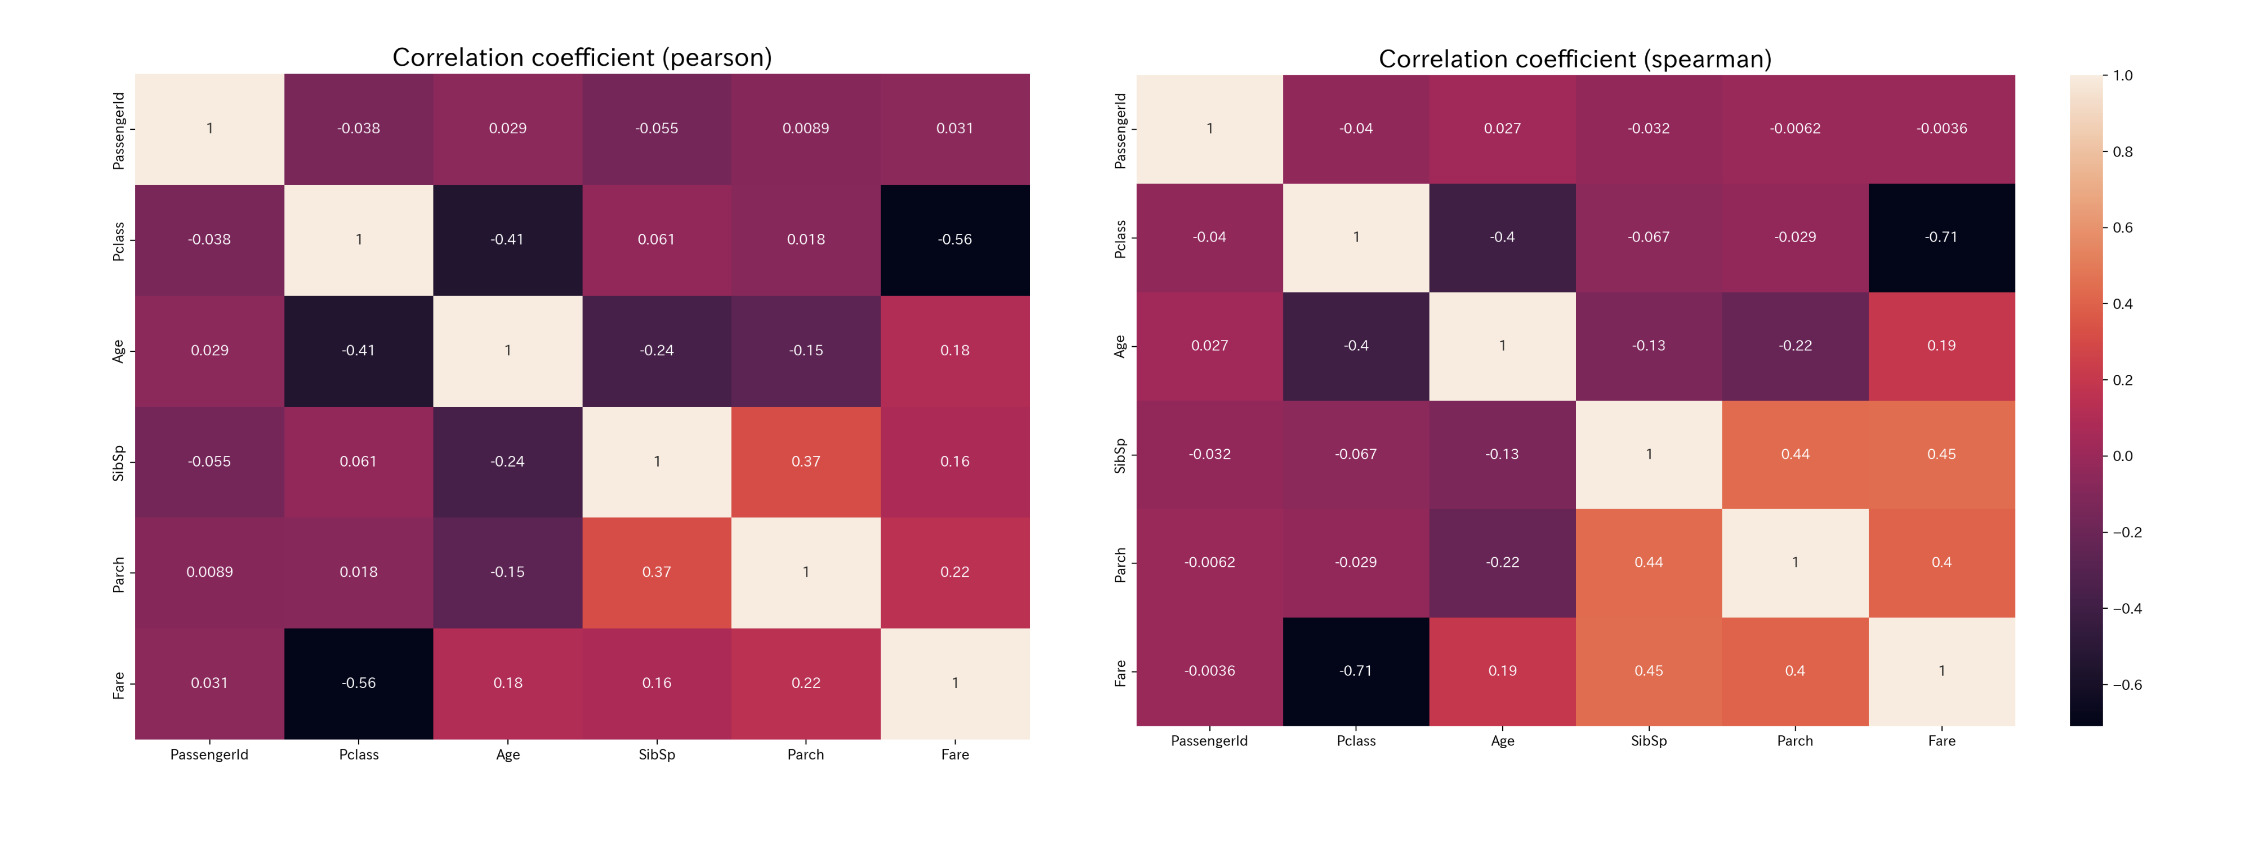 Correlation coefficient (pearson)
PassengerId 1 -0.038 0.029 -0.055 0.0089 0.031
Pclass -0.038 1 -0.41 0.061 0.018 -0.56
Age 0.029 -0.41 1 -0.24 -0.15 0.18
SibSp -0.055 0.061 -0.24 1 0.37 0.16
Parch 0.0089 0.018 -0.15 0.37 1 0.22
Fare 0.031 -0.56 0.18 0.16 0.22 1
PassengerId Pclass Age SibSp Parch Fare
Correlation coefficient (spearman)
PassengerId 1 -0.04 0.027 -0.032 -0.0062 -0.0036
Pclass -0.04 1 -0.4 -0.067 -0.029 -0.71
Age 0.027 -0.4 1 -0.13 -0.22 0.19
SibSp -0.032 -0.067 -0.13 1 0.44 0.45
Parch -0.0062 -0.029 -0.22 0.44 1 0.4
Fare -0.0036 -0.71 0.19 0.45 0.4 1
PassengerId Pclass Age SibSp Parch Fare
1.0
0.8
0.6
0.4
0.2
0.0
−0.2
−0.4
−0.6